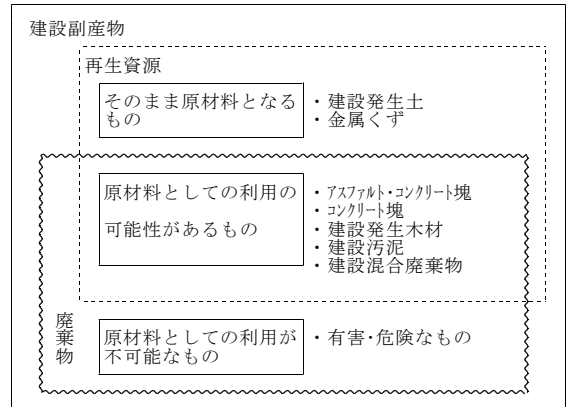 建設副産物
再生資源
そのまま原材料となる
もの
・建設発生土
・金属くず
原材料としての利用の
可能性があるもの
・ｱｽﾌｧﾙﾄ･ｺﾝｸﾘｰﾄ塊
・ｺﾝｸﾘｰﾄ塊
・建設発生木材
・建設汚泥
・建設混合廃棄物
廃棄物
原材料としての利用が
不可能なもの
・有害･危険なもの